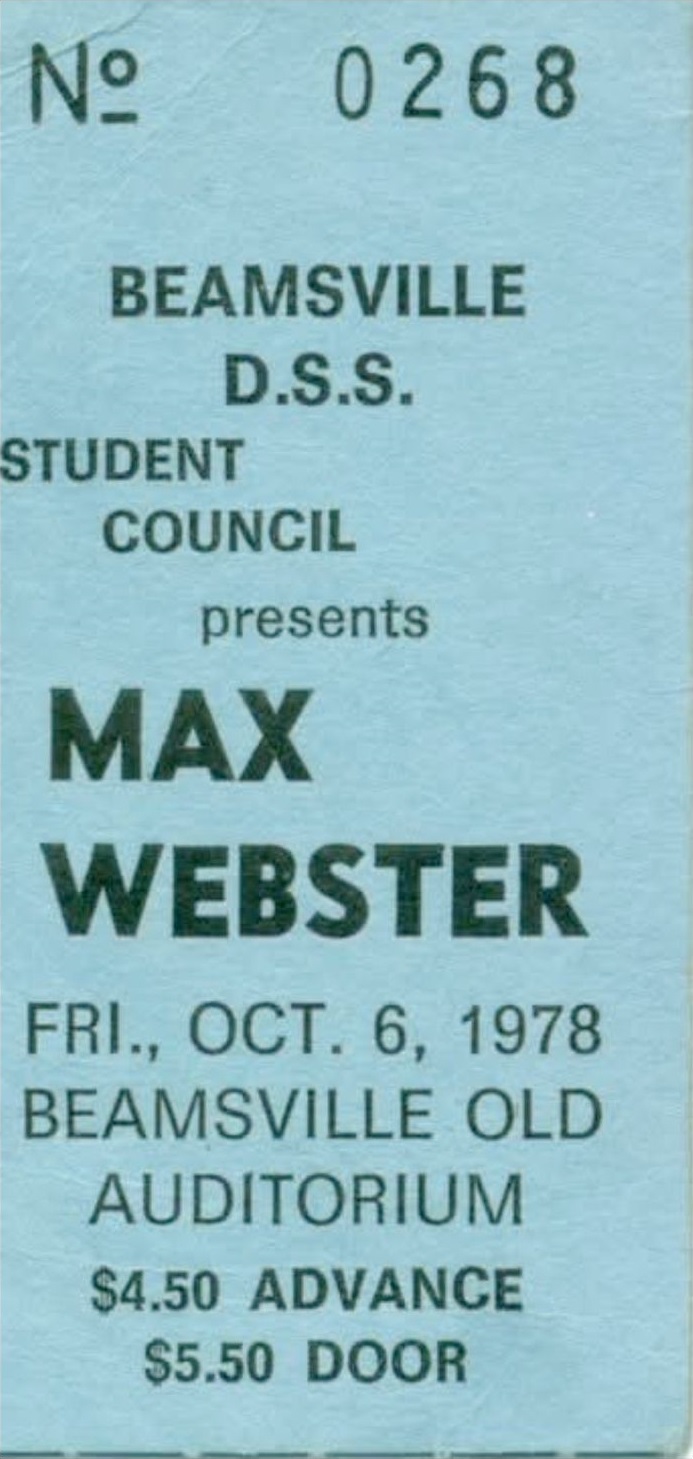 Nº 0268
BEAMSVILLE
D.S.S.
STUDENT
COUNCIL
presents
MAX
WEBSTER
FRI., OCT. 6, 1978
BEAMSVILLE OLD
AUDITORIUM
$4.50 ADVANCE
$5.50 DOOR